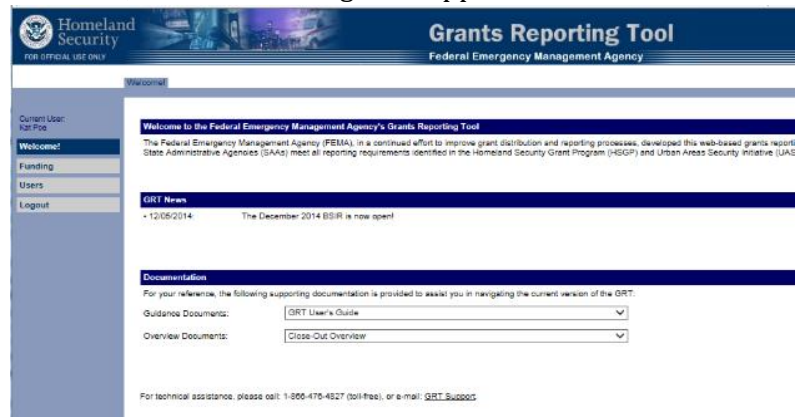 Homeland
Security
FOR OFFICIAL USE ONLY
Grants Reporting Tool
Federal Emergency Management Agency
Welcome!
Current User:
Kat Poe
Welcome!
Funding
Users
Logout
Welcome to the Federal Emergency Management Agency's Grants Reporting Tool
The Federal Emergency Management Agency (FEMA), in a continued effort to improve grant distribution and reporting processes, developed this web-based grants reporti
State Administrative Agencies (SAAs) meet all reporting requirements identified in the Homeland Security Grant Program (HSGP) and Urban Areas Security Initiative (UAS
GRT News
• 12/05/2014: The December 2014 BSIR is now open!
Documentation
For your reference, the following supporting documentation is provided to assist you in navigating the current version of the GRT:
Guidance Documents: GRT User's Guide
Overview Documents: Close-Out Overview
For technical assistance, please call: 1-866-476-4827 (toll-free), or e-mail: GRT Support.